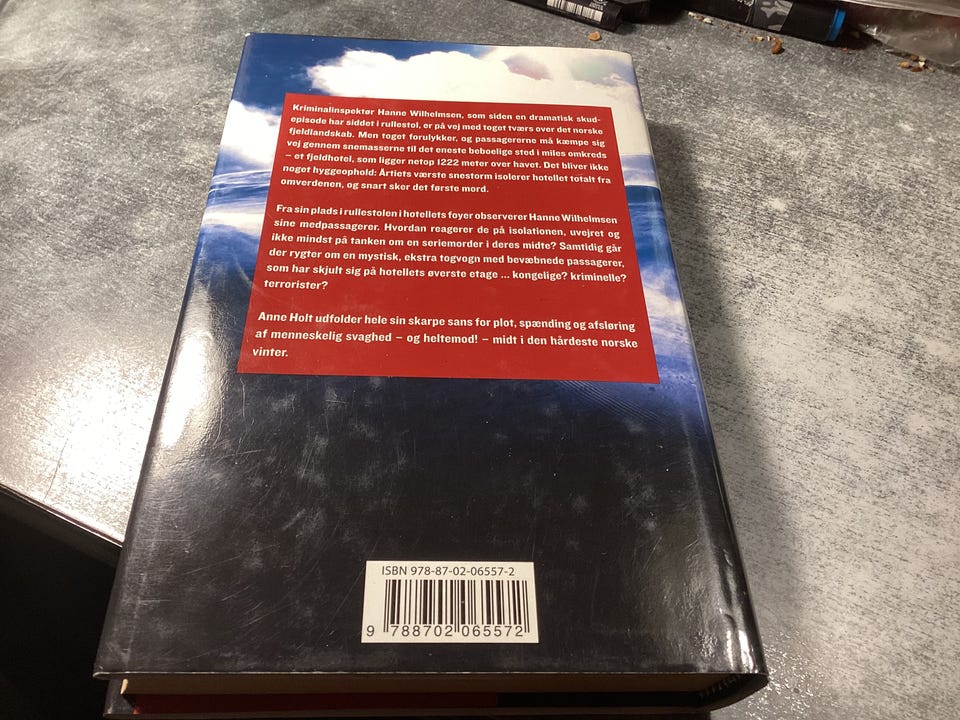 Kriminalinspektør Hanne Wilhelmsen, som siden en dramatisk skud-
episode har siddet i rullestol, er på vej med toget tværs over det norske
fjeldlandskab. Men toget forulykker, og passagererne må kæmpe sig
vej gennem snemasserne til det eneste beboelige sted i miles omkreds
– et fjeldhotel, som ligger netop 1222 meter over havet. Det bliver ikke
noget hyggeophold: Årtiets værste snestorm isolerer hotellet totalt fra
omverdenen, og snart sker det første mord.
Fra sin plads i rullestolen i hotellets foyer observerer Hanne Wilhelmsen
sine medpassagerer. Hvordan reagerer de på isolationen, uvejret og
ikke mindst på tanken om en seriemorder i deres midte? Samtidig går
der rygter om en mystisk, ekstra togvogn med bevæbnede passagerer,
som har skjult sig på hotellets øverste etage ... kongelige? kriminelle?
terrorister?
Anne Holt udfolder hele sin skarpe sans for plot, spænding og afsløring
af menneskelig svaghed – og heltemod! – midt i den hårdeste norske
vinter.
ISBN 978-87-02-06557-2
9 788702 065572